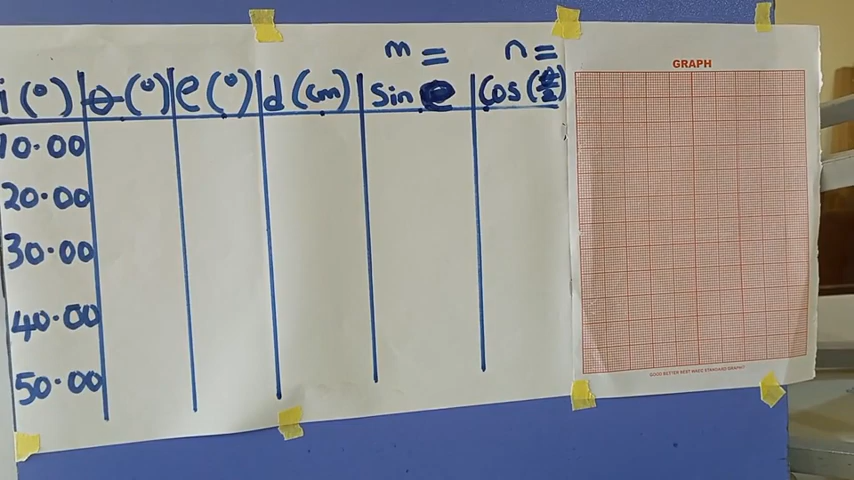 m = n =
i (°) θ (°) e (°) d (cm) sin e cos (θ/2)
10.00
20.00
30.00
40.00
50.00
GRAPH
GOOD BETTER BEST WAEC STANDARD GRAPH